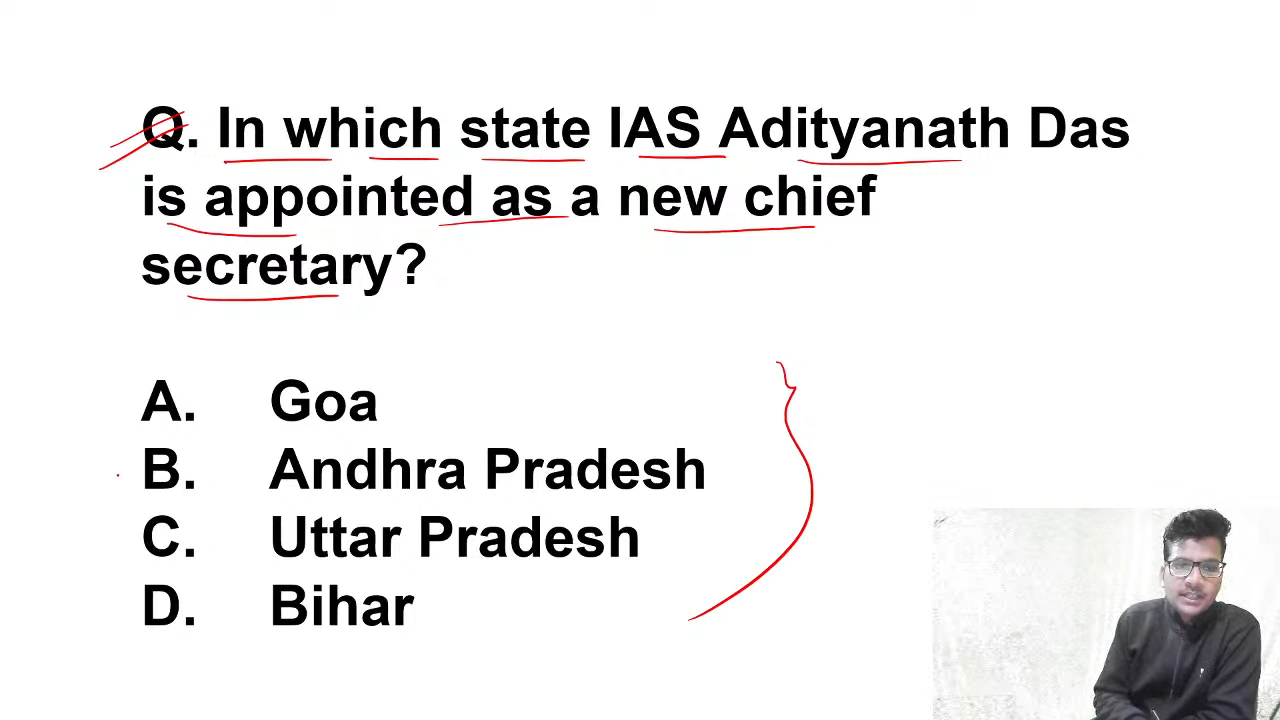 Q. In which state IAS Adityanath Das
is appointed as a new chief
secretary?
A. Goa
B. Andhra Pradesh
C. Uttar Pradesh
D. Bihar